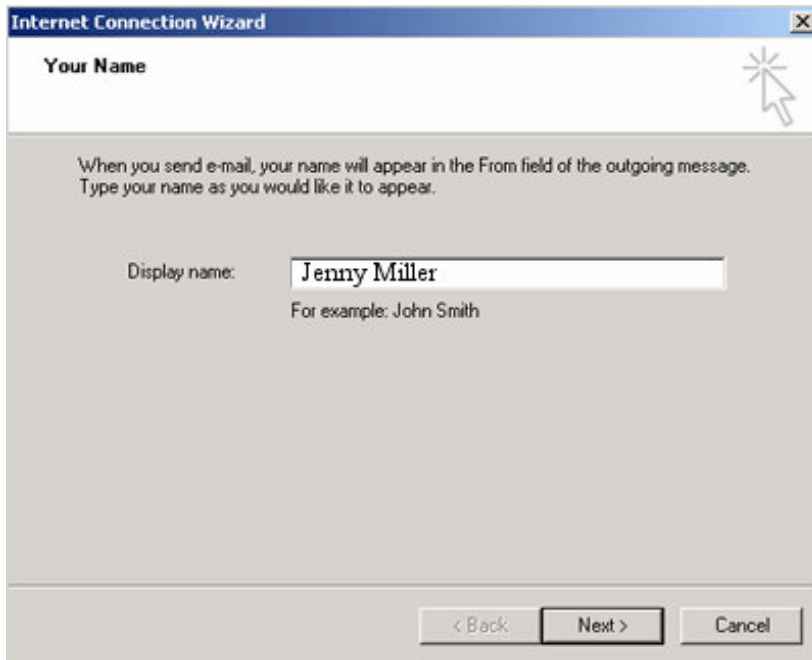 Internet Connection Wizard
Your Name
When you send e-mail, your name will appear in the From field of the outgoing message.
Type your name as you would like it to appear.
Display name: Jenny Miller
For example: John Smith
< Back Next > Cancel